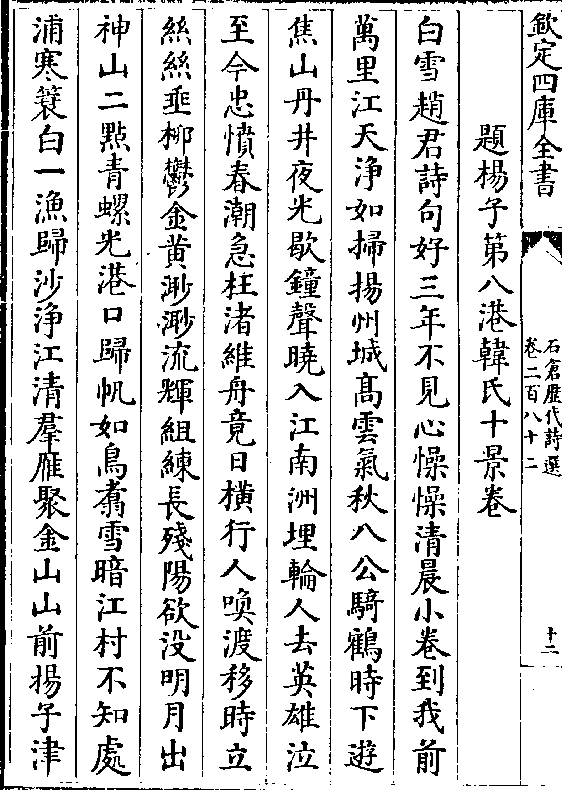 欽定四庫全書
石倉歷代詩選
卷二百八十二
十二
題楊子第八港韓氏十景卷
白雪趙君詩句好三年不見心懆懆清晨小卷到我前
萬里江天淨如掃揚州城髙雲氣秋八公騎鶴時下遊
焦山丹井夜光歇鐘聲曉入江南洲埋輪人去英雄泣
至今忠憤春潮急枉渚維舟竟日橫行人喚渡移時立
絲絲垂柳鬱金黄渺渺流輝組練長殘陽欲没明月出
神山二點青螺光港口歸帆如鳥翥雪暗江村不知處
浦寒蓑白一漁歸沙淨江清羣雁聚金山山前揚子津